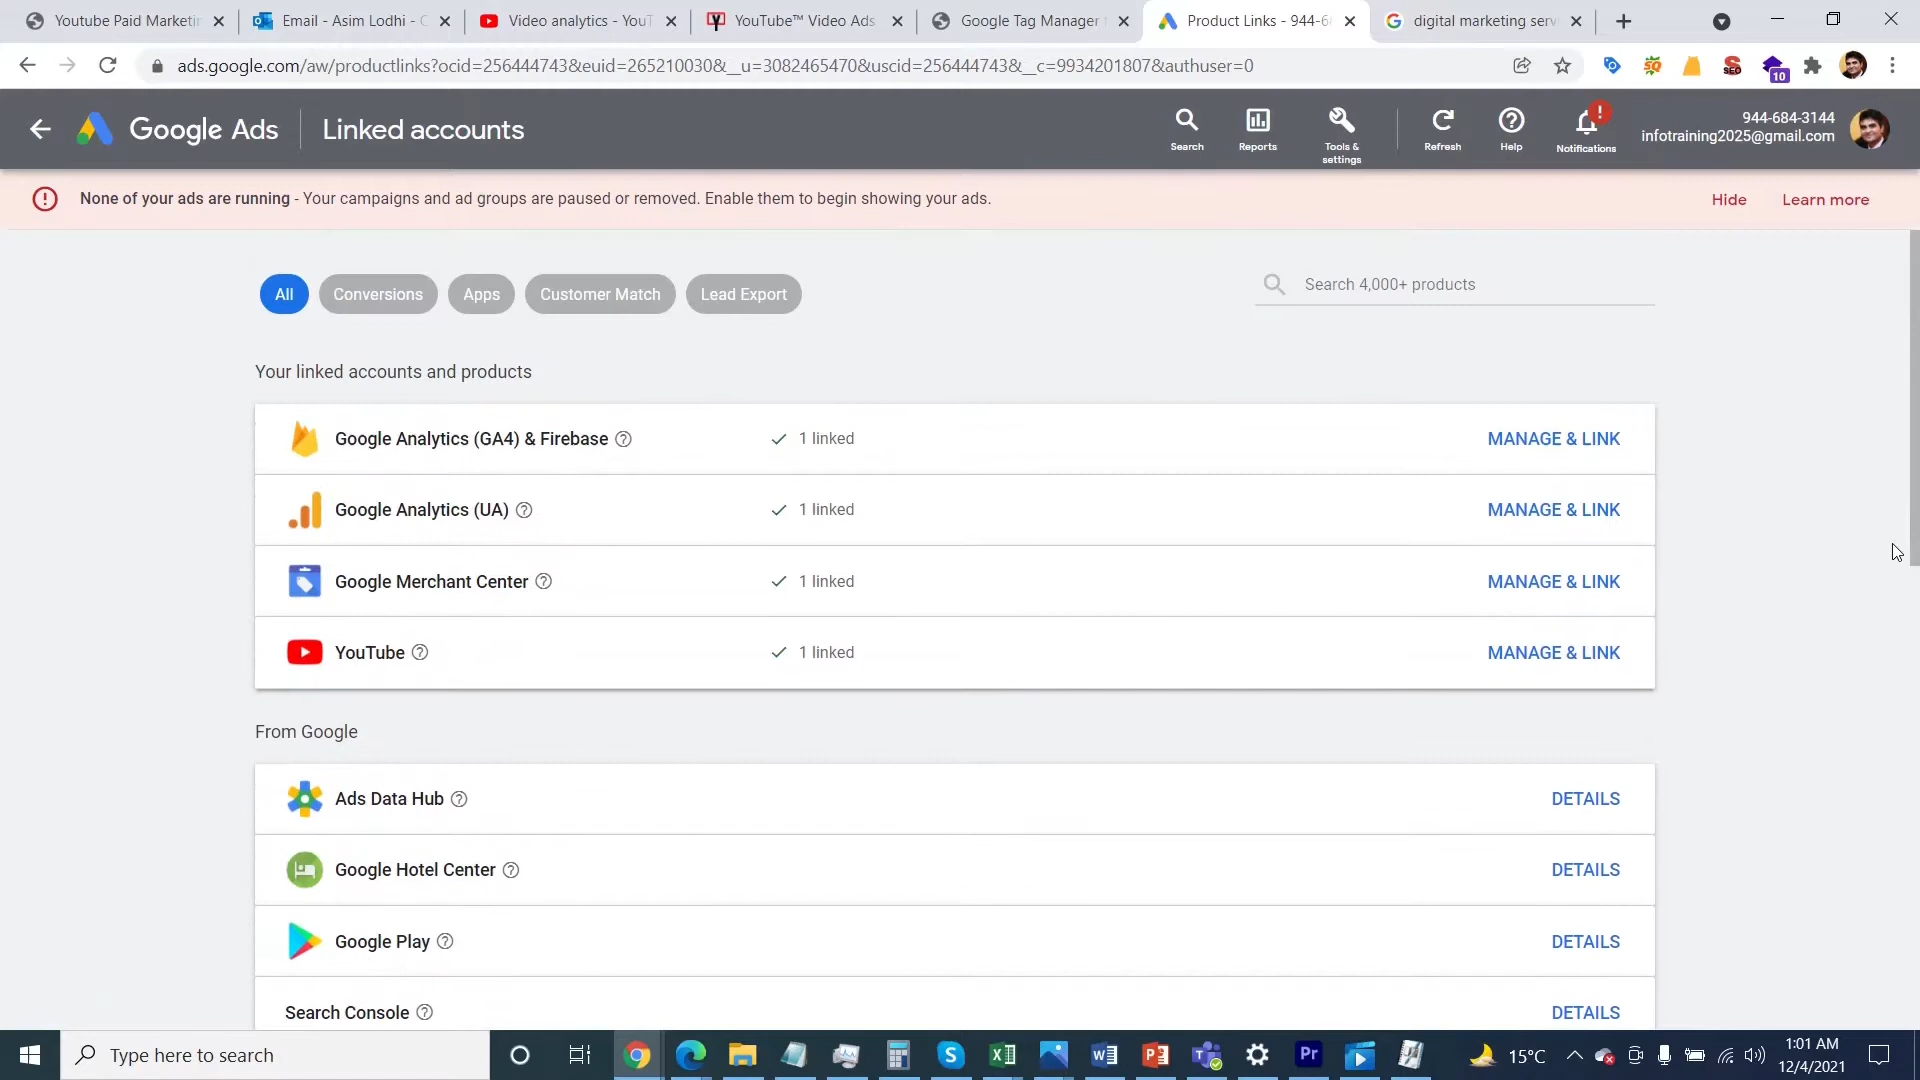 Youtube Paid Marketin
Email - Asim Lodhi - C
Video analytics - YouT
YouTube™ Video Ads
Google Tag Manager
Product Links - 944-6
digital marketing serv
ads.google.com/aw/productlinks?ocid=256444743&euid=265210030&__u=3082465470&uscid=256444743&__c=9934201807&authuser=0
SEO
10
Google Ads
Linked accounts
Search
Reports
Tools &
settings
Refresh
Help
Notifications
944-684-3144
infotraining2025@gmail.com
None of your ads are running - Your campaigns and ad groups are paused or removed. Enable them to begin showing your ads.
Hide
Learn more
All
Conversions
Apps
Customer Match
Lead Export
Search 4,000+ products
Your linked accounts and products
Google Analytics (GA4) & Firebase
1 linked
MANAGE & LINK
Google Analytics (UA)
1 linked
MANAGE & LINK
Google Merchant Center
1 linked
MANAGE & LINK
YouTube
1 linked
MANAGE & LINK
From Google
Ads Data Hub
DETAILS
Google Hotel Center
DETAILS
Google Play
DETAILS
Search Console
DETAILS
Type here to search
Pr
15°C
1:01 AM
12/4/2021